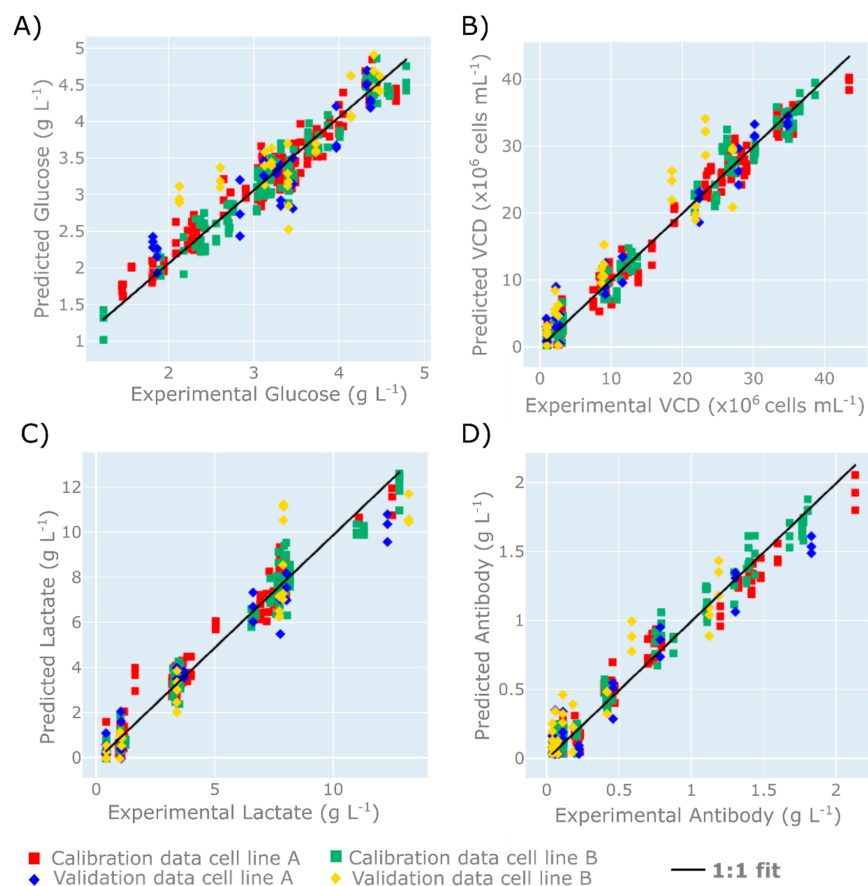 A)
Predicted Glucose (g L⁻¹)
5
4.5
4
3.5
3
2.5
2
1.5
1
2
3
4
5
Experimental Glucose (g L⁻¹)
B)
Predicted VCD (x10⁶ cells mL⁻¹)
40
30
20
10
0
0
10
20
30
40
Experimental VCD (x10⁶ cells mL⁻¹)
C)
Predicted Lactate (g L⁻¹)
12
10
8
6
4
2
0
0
5
10
Experimental Lactate (g L⁻¹)
D)
Predicted Antibody (g L⁻¹)
2
1.5
1
0.5
0
0
0.5
1
1.5
2
Experimental Antibody (g L⁻¹)
Calibration data cell line A
Calibration data cell line B
Validation data cell line A
Validation data cell line B
1:1 fit